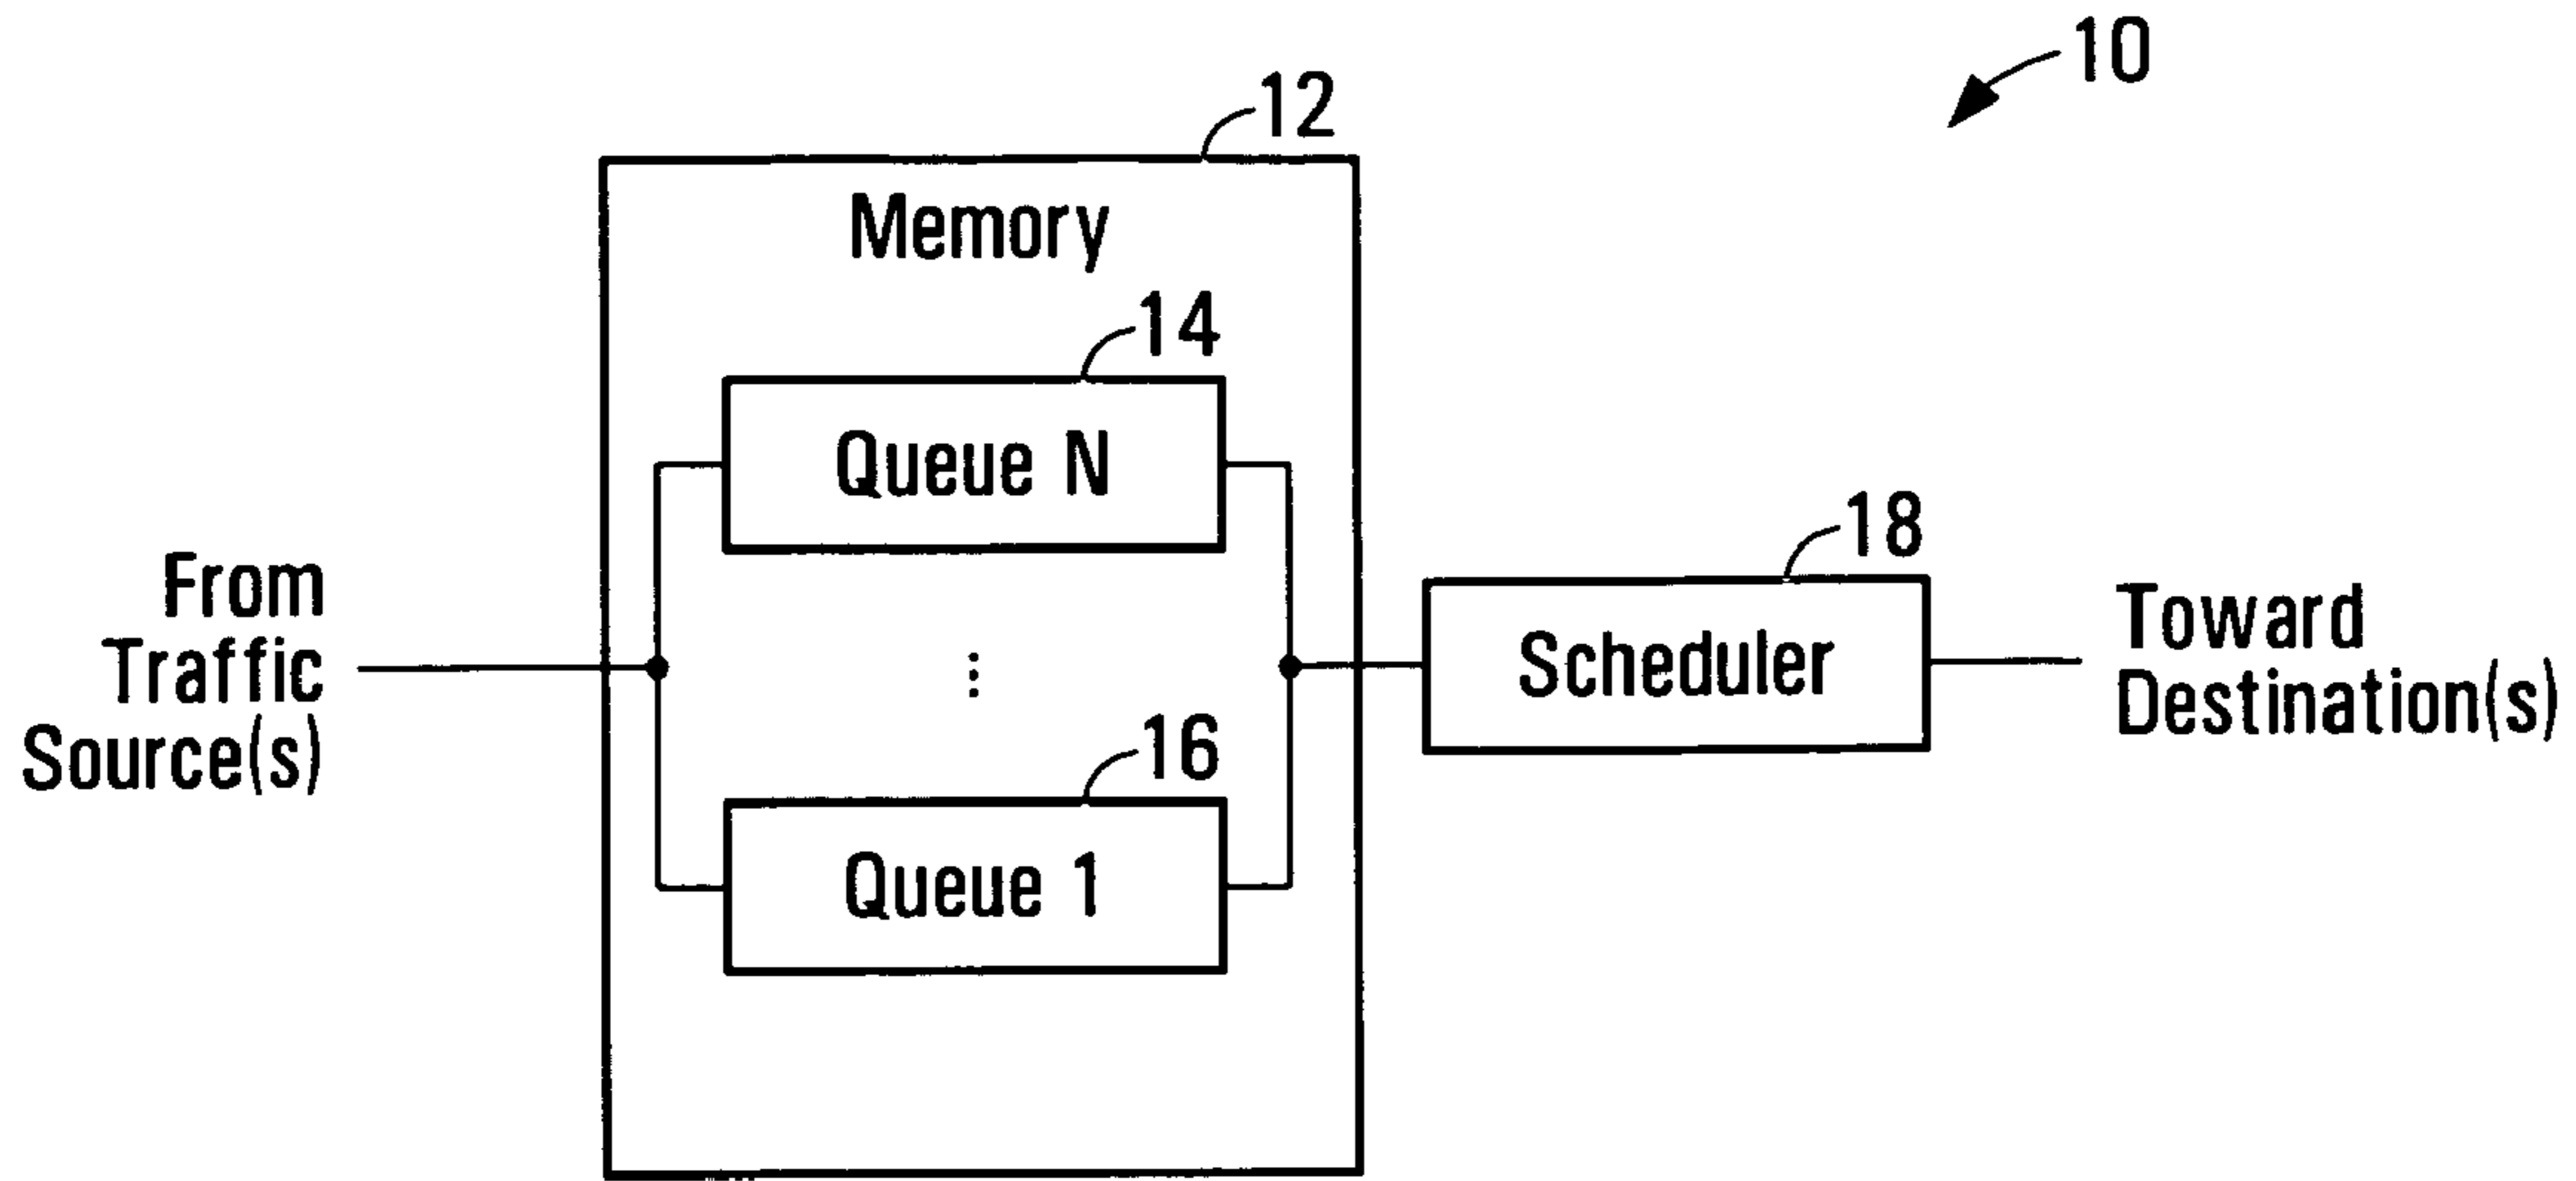 10
12
Memory
14
Queue N
18
From
Traffic
Source(s)
Scheduler
Toward
Destination(s)
16
Queue 1